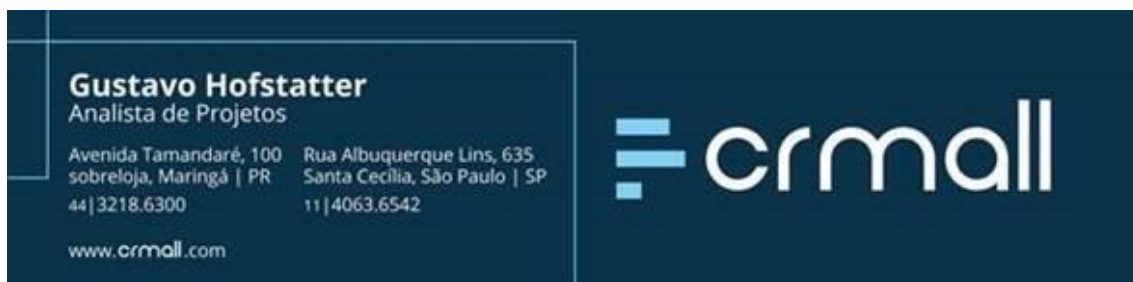 Gustavo Hofstatter
Analista de Projetos
Avenida Tamandaré, 100
sobreloja, Maringá | PR
44|3218.6300
Rua Albuquerque Lins, 635
Santa Cecília, São Paulo | SP
11|4063.6542
www.crmall.com
crmall